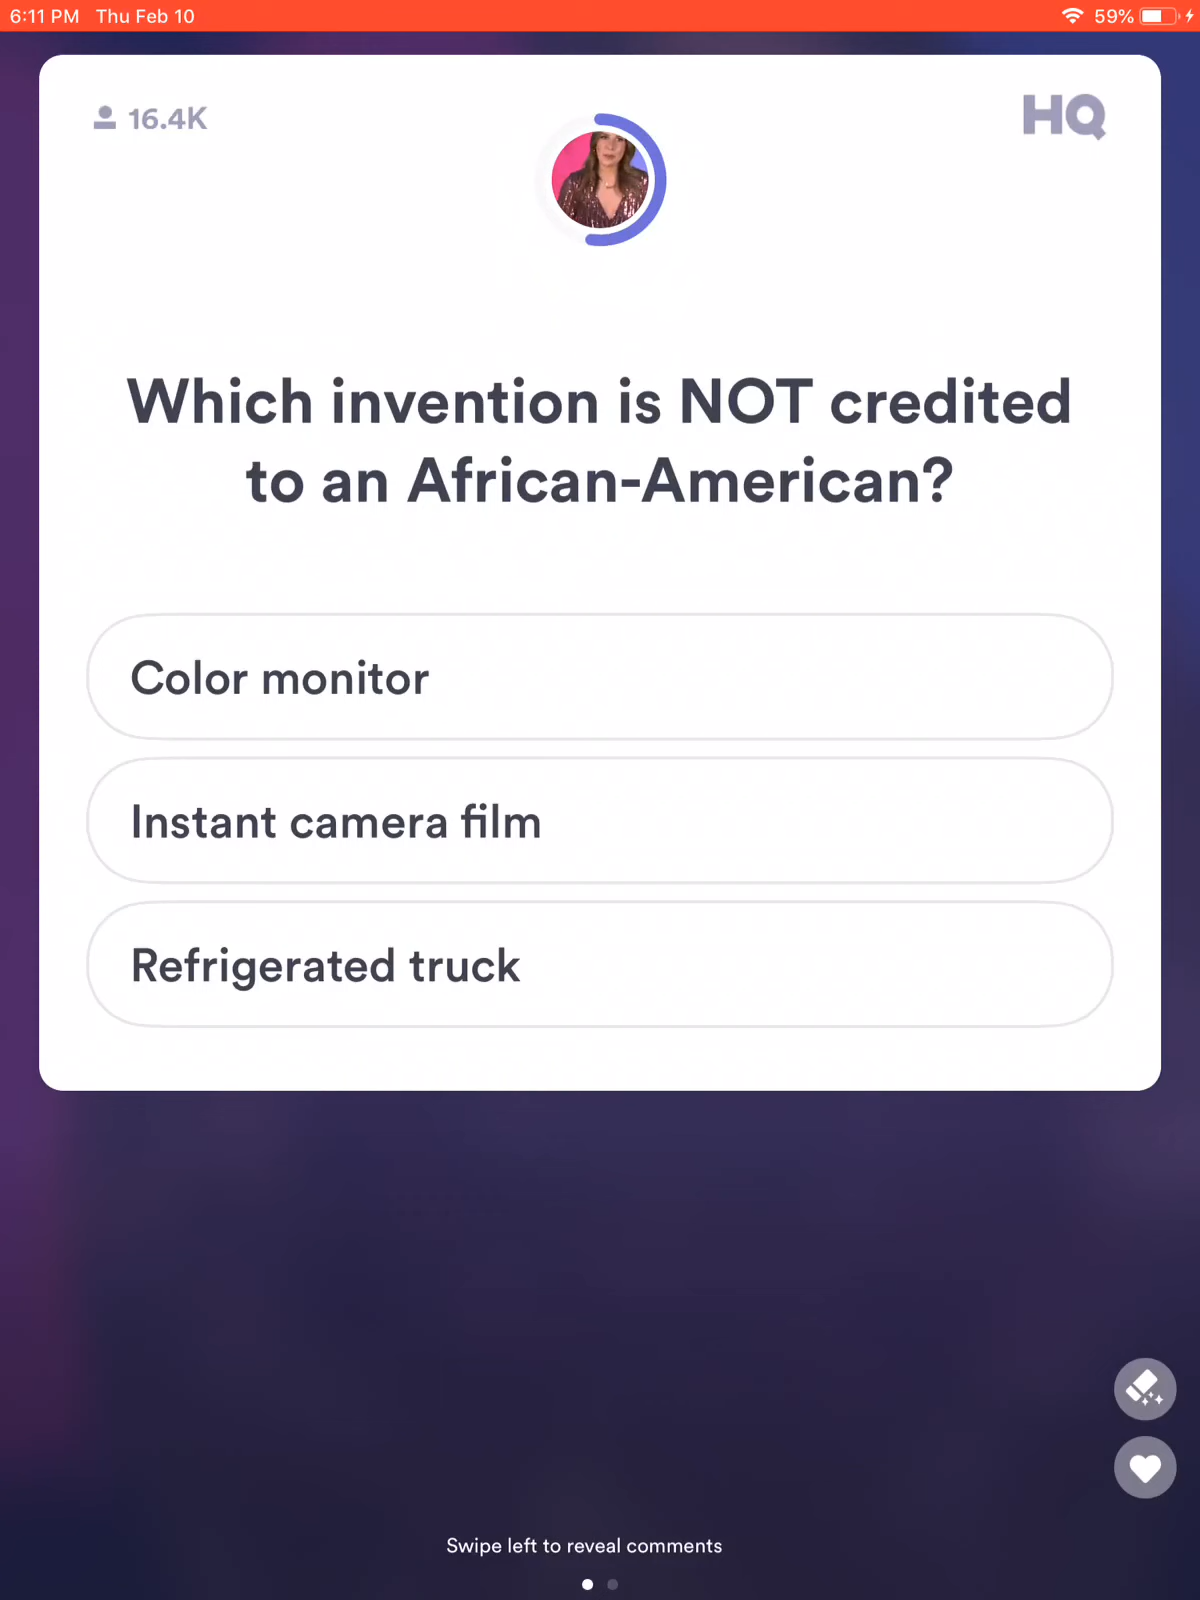 6:11 PM Thu Feb 10 59%
16.4K
HQ
Which invention is NOT credited
to an African-American?
Color monitor
Instant camera film
Refrigerated truck
Swipe left to reveal comments